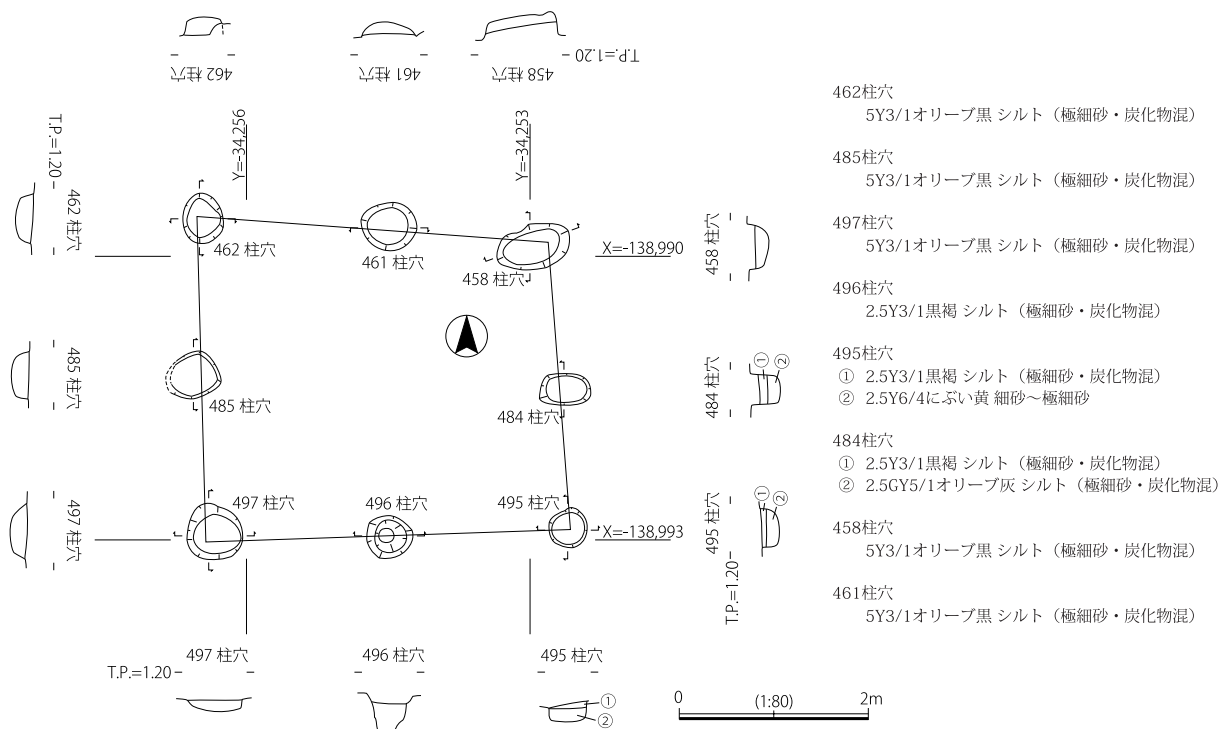 462 柱穴
461 柱穴
458 柱穴
T.P.=1.20
T.P.=1.20
Y=-34,256
Y=-34,253
462 柱穴
462 柱穴
461 柱穴
458 柱穴
X=-138,990
458 柱穴
485 柱穴
485 柱穴
484 柱穴
484 柱穴
①
②
497 柱穴
497 柱穴
496 柱穴
495 柱穴
X=-138,993
495 柱穴
①
②
T.P.=1.20
T.P.=1.20
497 柱穴
496 柱穴
495 柱穴
①
②
0
(1:80)
2m
462柱穴
5Y3/1オリーブ黒 シルト（極細砂・炭化物混）
485柱穴
5Y3/1オリーブ黒 シルト（極細砂・炭化物混）
497柱穴
5Y3/1オリーブ黒 シルト（極細砂・炭化物混）
496柱穴
2.5Y3/1黒褐 シルト（極細砂・炭化物混）
495柱穴
① 2.5Y3/1黒褐 シルト（極細砂・炭化物混）
② 2.5Y6/4にぶい黄 細砂～極細砂
484柱穴
① 2.5Y3/1黒褐 シルト（極細砂・炭化物混）
② 2.5GY5/1オリーブ灰 シルト（極細砂・炭化物混）
458柱穴
5Y3/1オリーブ黒 シルト（極細砂・炭化物混）
461柱穴
5Y3/1オリーブ黒 シルト（極細砂・炭化物混）